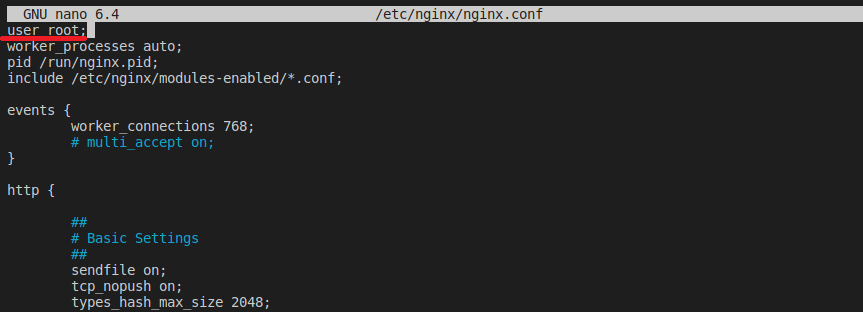 GNU nano 6.4 /etc/nginx/nginx.conf
user root;
worker_processes auto;
pid /run/nginx.pid;
include /etc/nginx/modules-enabled/*.conf;
events {
worker_connections 768;
# multi_accept on;
}
http {
##
# Basic Settings
##
sendfile on;
tcp_nopush on;
types_hash_max_size 2048;